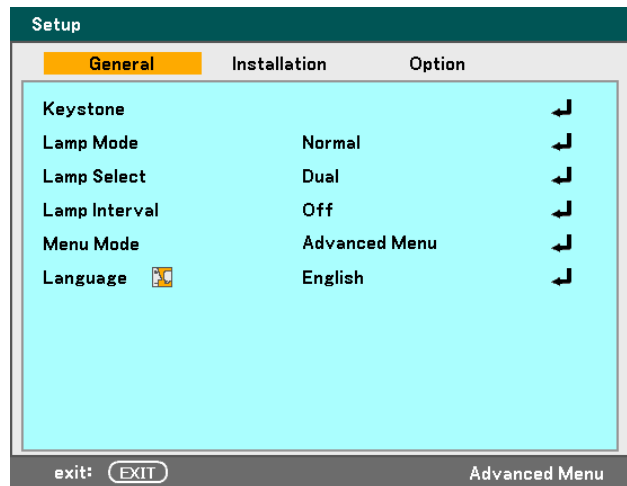 Setup
General Installation Option
Keystone
Lamp Mode Normal
Lamp Select Dual
Lamp Interval Off
Menu Mode Advanced Menu
Language English
exit: EXIT Advanced Menu